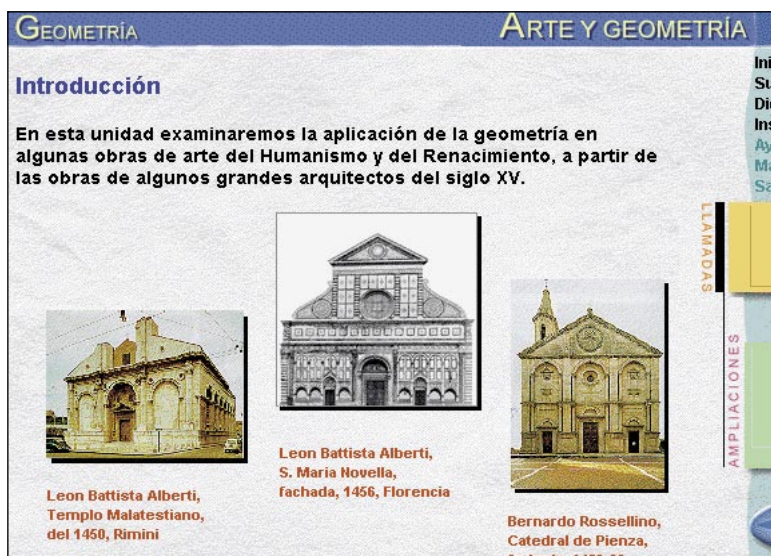 GEOMETRÍA
ARTE Y GEOMETRÍA
Introducción
En esta unidad examinaremos la aplicación de la geometría en
algunas obras de arte del Humanismo y del Renacimiento, a partir de
las obras de algunos grandes arquitectos del siglo XV.
Leon Battista Alberti,
Templo Malatestiano,
del 1450, Rimini
Leon Battista Alberti,
S. María Novella,
fachada, 1456, Florencia
Bernardo Rossellino,
Catedral de Pienza,
LLAMADAS
AMPLIACIONES